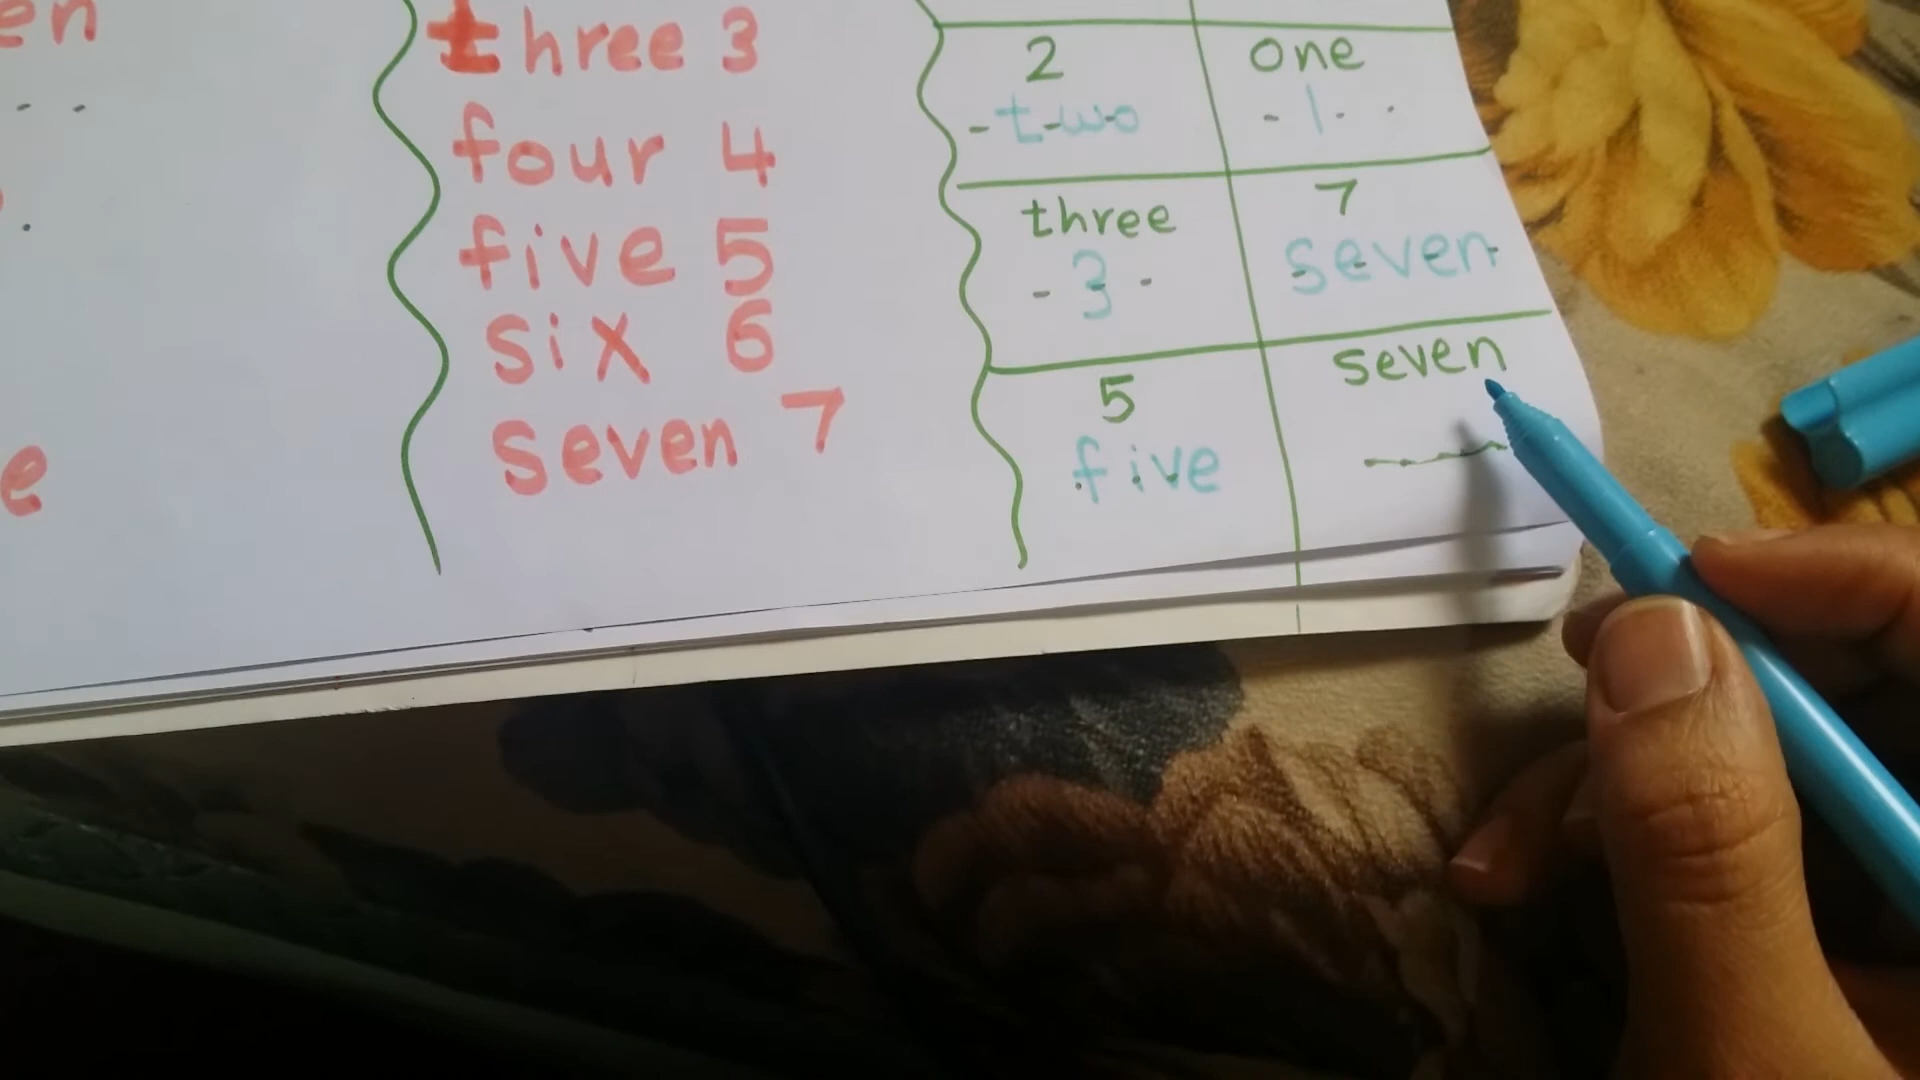 en
e
three 3
four 4
five 5
six 6
seven 7
2
two
one
1
three
3
7
seven
5
five
seven